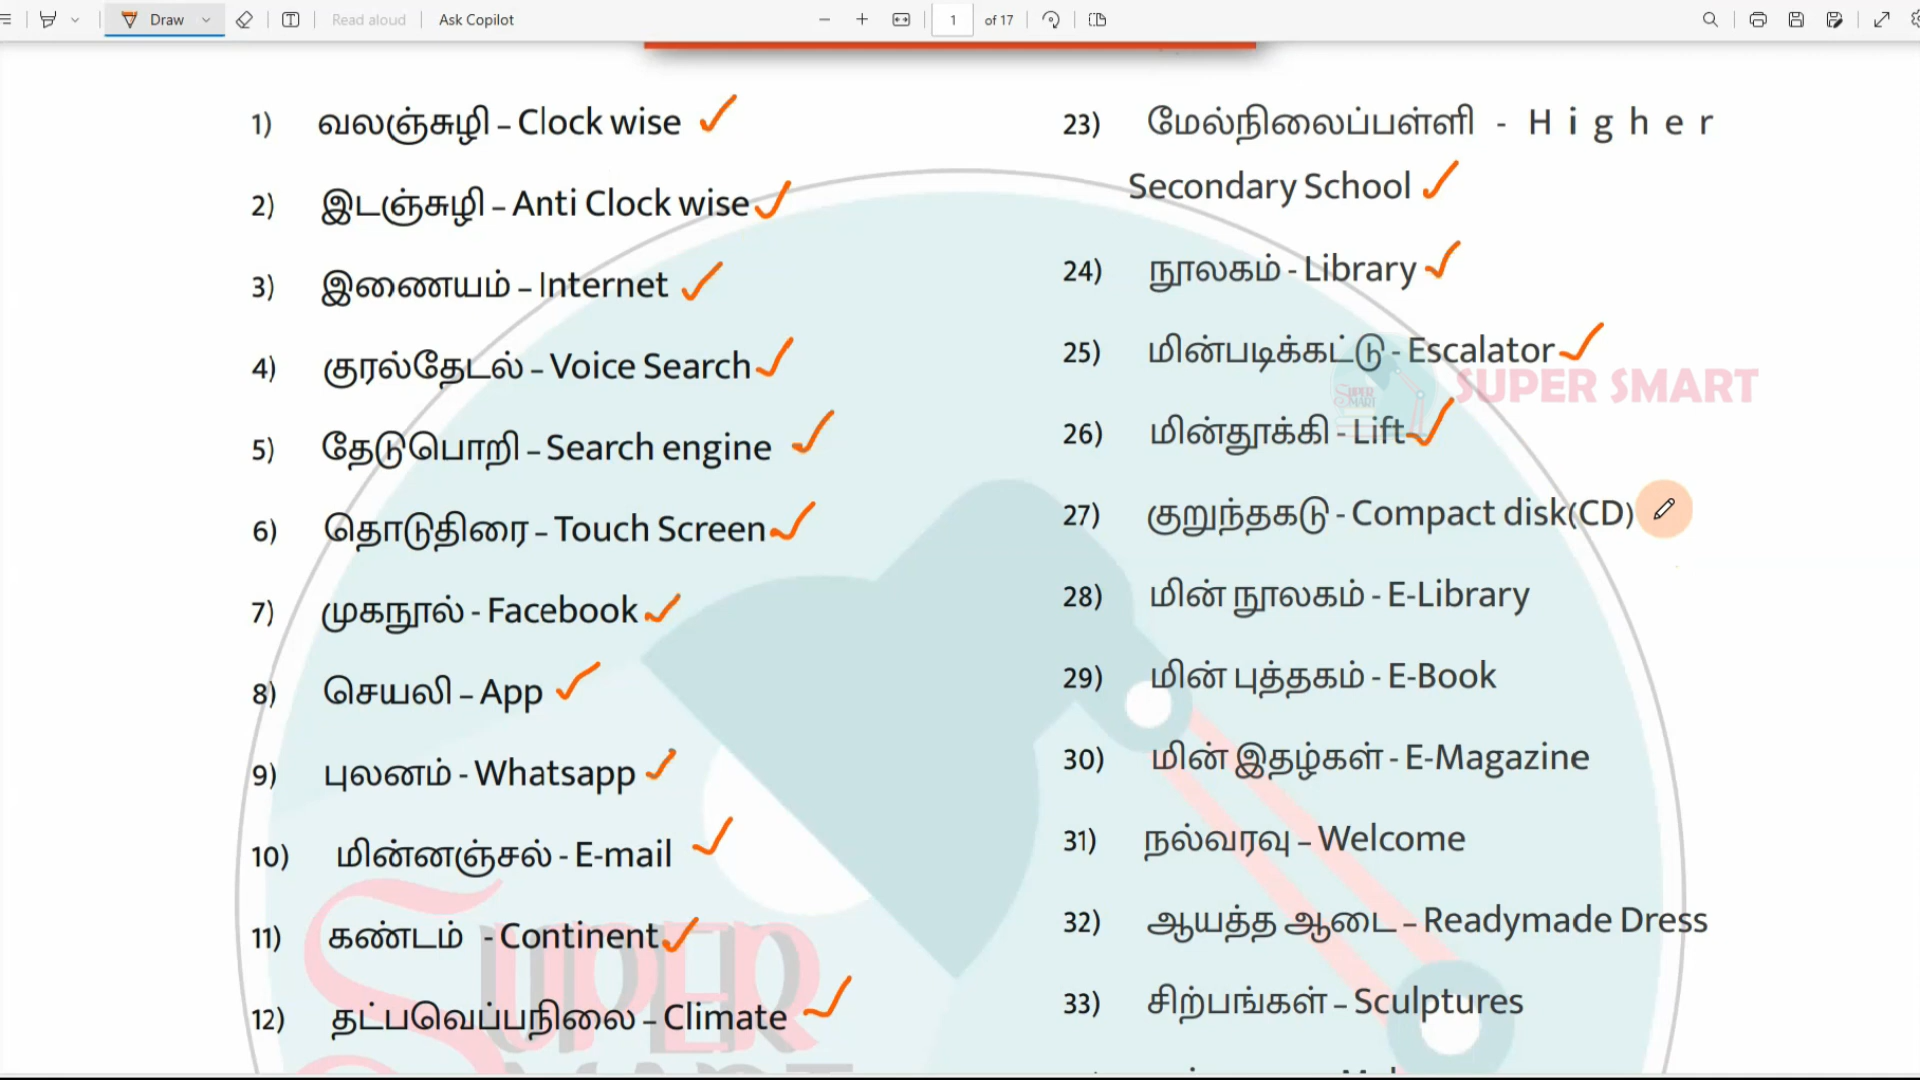 Draw
Read aloud
Ask Copilot
1 of 17
1) வலஞ்சுழி – Clock wise
2) இடஞ்சுழி – Anti Clock wise
3) இணையம் – Internet
4) குரல்தேடல் – Voice Search
5) தேடுபொறி – Search engine
6) தொடுதிரை – Touch Screen
7) முகநூல் - Facebook
8) செயலி – App
9) புலனம் - Whatsapp
10) மின்னஞ்சல் - E-mail
11) கண்டம் - Continent
12) தட்பவெப்பநிலை – Climate
23) மேல்நிலைப்பள்ளி - Higher
Secondary School
24) நூலகம் - Library
25) மின்படிக்கட்டு - Escalator
26) மின்தூக்கி - Lift
27) குறுந்தகடு - Compact disk(CD)
28) மின் நூலகம் - E-Library
29) மின் புத்தகம் - E-Book
30) மின் இதழ்கள் - E-Magazine
31) நல்வரவு – Welcome
32) ஆயத்த ஆடை – Readymade Dress
33) சிற்பங்கள் – Sculptures
SUPER SMART
SUPER SMART
SUPER